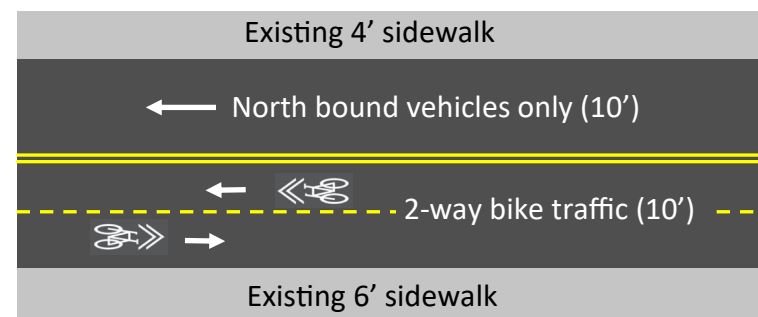 Existing 4’ sidewalk
North bound vehicles only (10’)
2-way bike traffic (10’)
Existing 6’ sidewalk